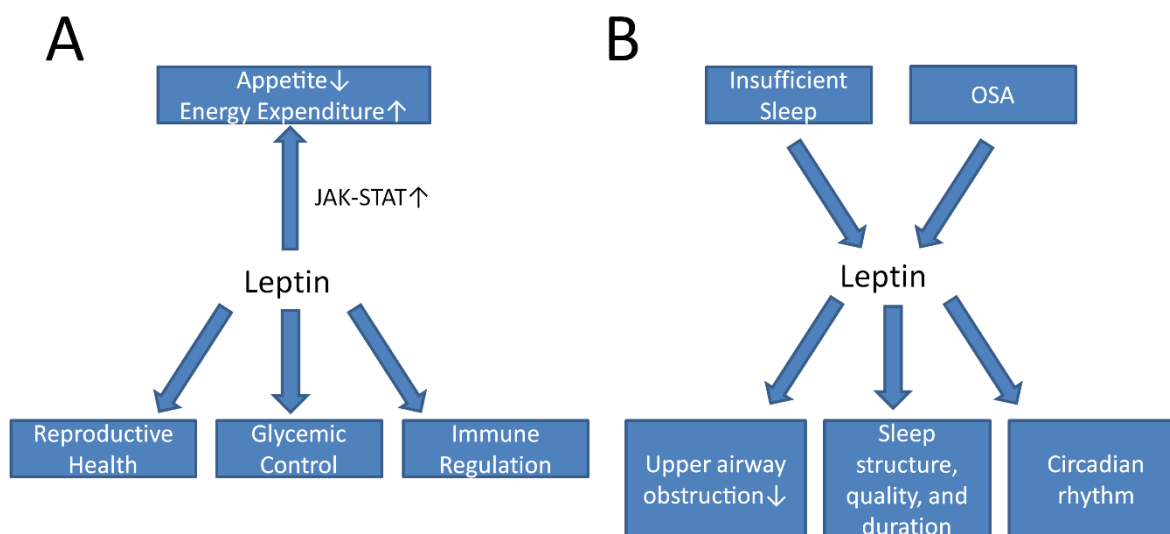 A
Appetite↓
Energy Expenditure↑
JAK-STAT↑
Leptin
Reproductive
Health
Glycemic
Control
Immune
Regulation
B
Insufficient
Sleep
OSA
Leptin
Upper airway
obstruction↓
Sleep
structure,
quality, and
duration
Circadian
rhythm